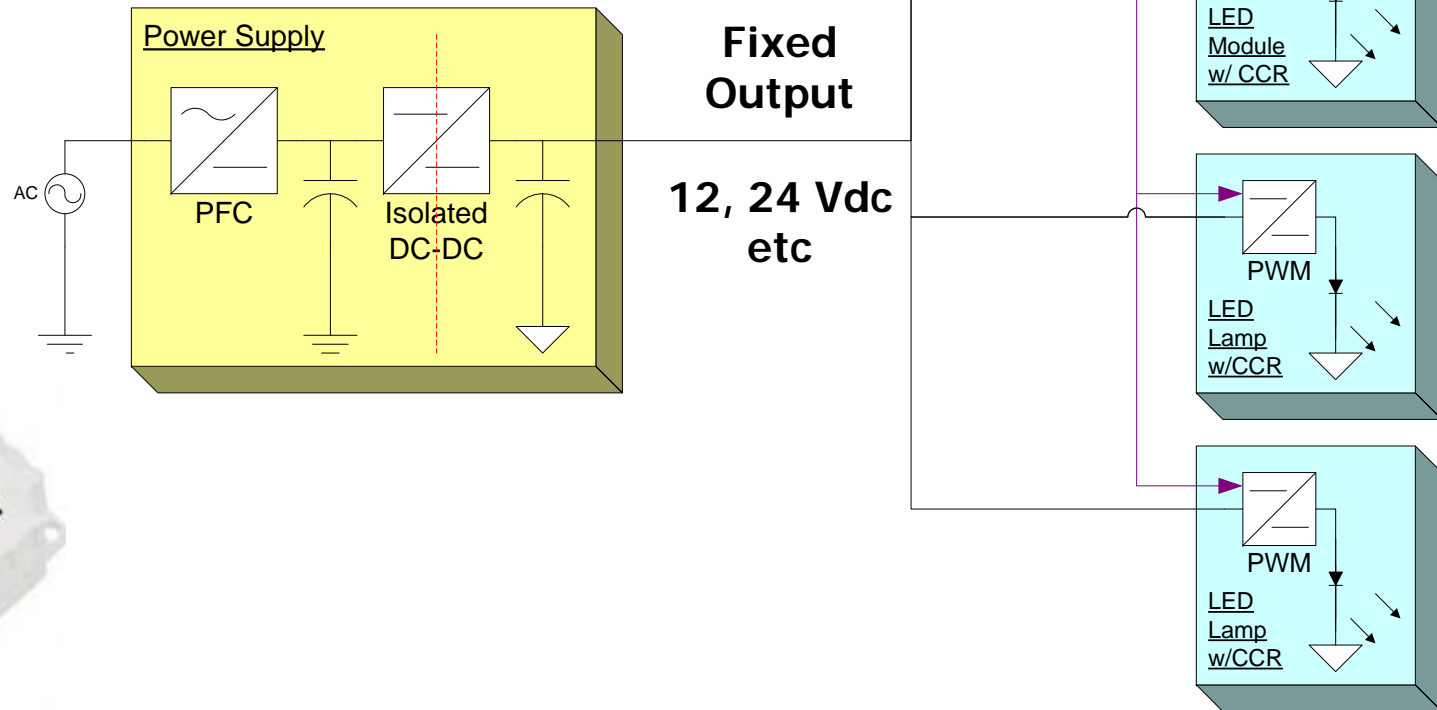 Power Supply
AC
PFC
Isolated
DC-DC
Fixed
Output
12, 24 Vdc
etc
LED
Module
w/ CCR
PWM
LED
Lamp
w/CCR
PWM
LED
Lamp
w/CCR